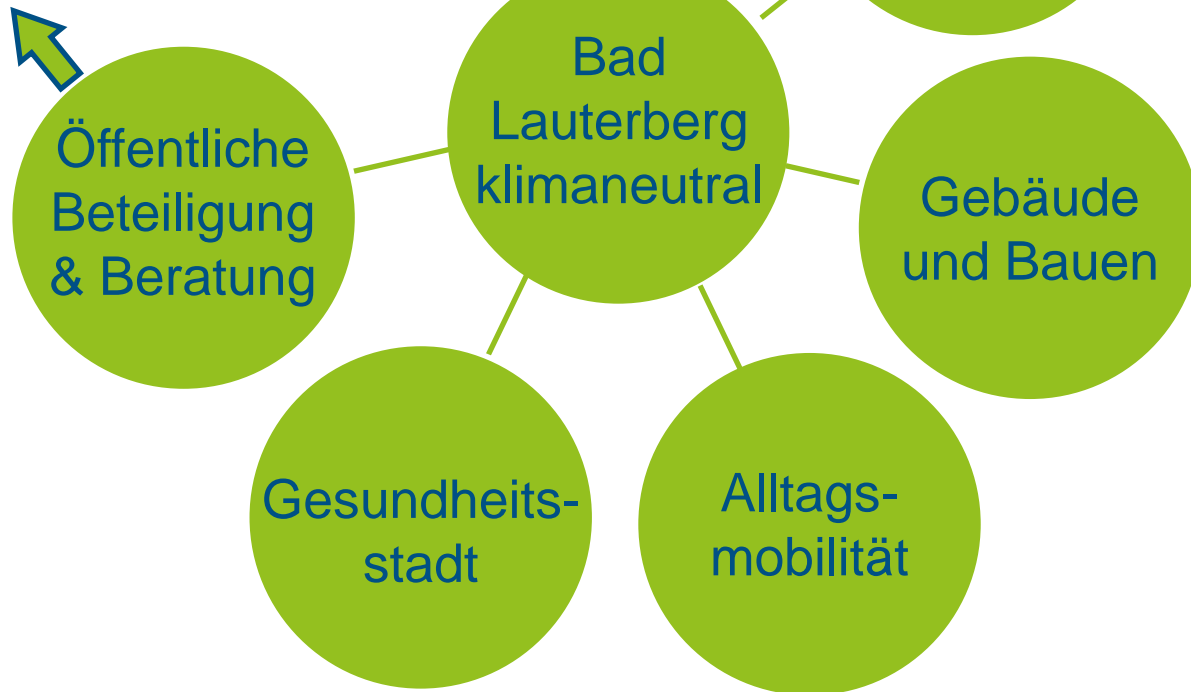 Bad
Lauterberg
klimaneutral
Öffentliche
Beteiligung
& Beratung
Gebäude
und Bauen
Gesundheits-
stadt
Alltags-
mobilität